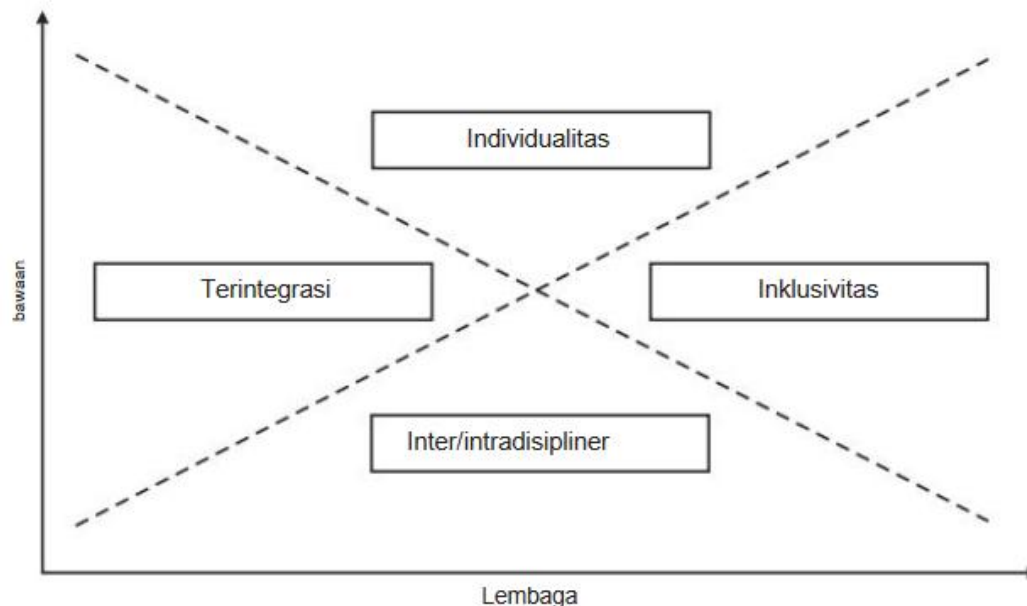 Individualitas
Terintegrasi
Inklusivitas
bawaan
Inter/intradisipliner
Lembaga